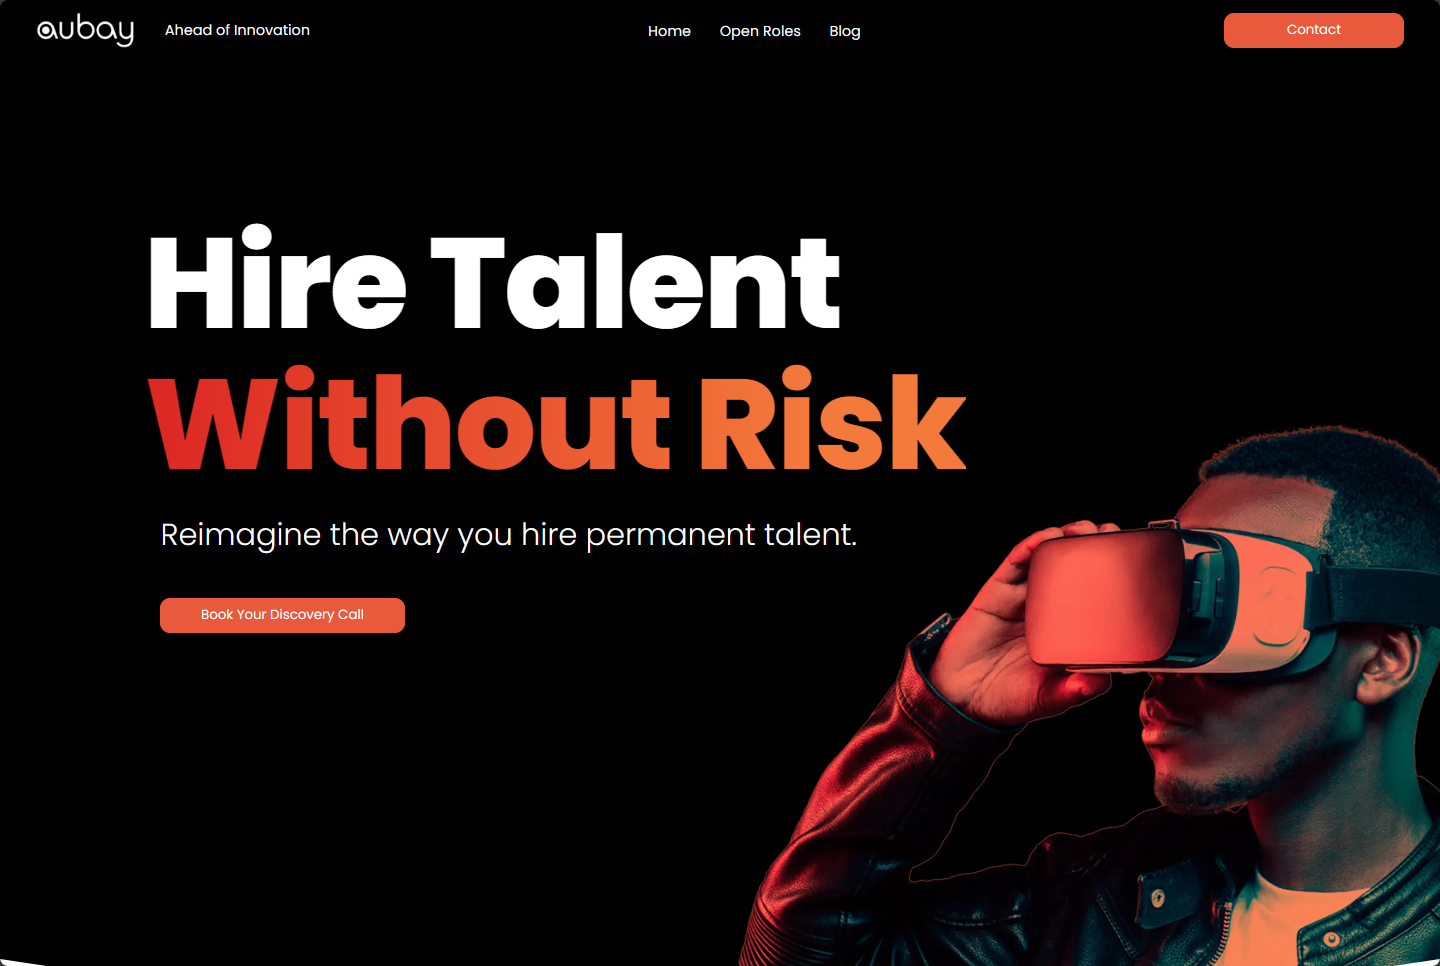 aubay
Ahead of Innovation
Home
Open Roles
Blog
Contact
Hire Talent
Without Risk
Reimagine the way you hire permanent talent.
Book Your Discovery Call